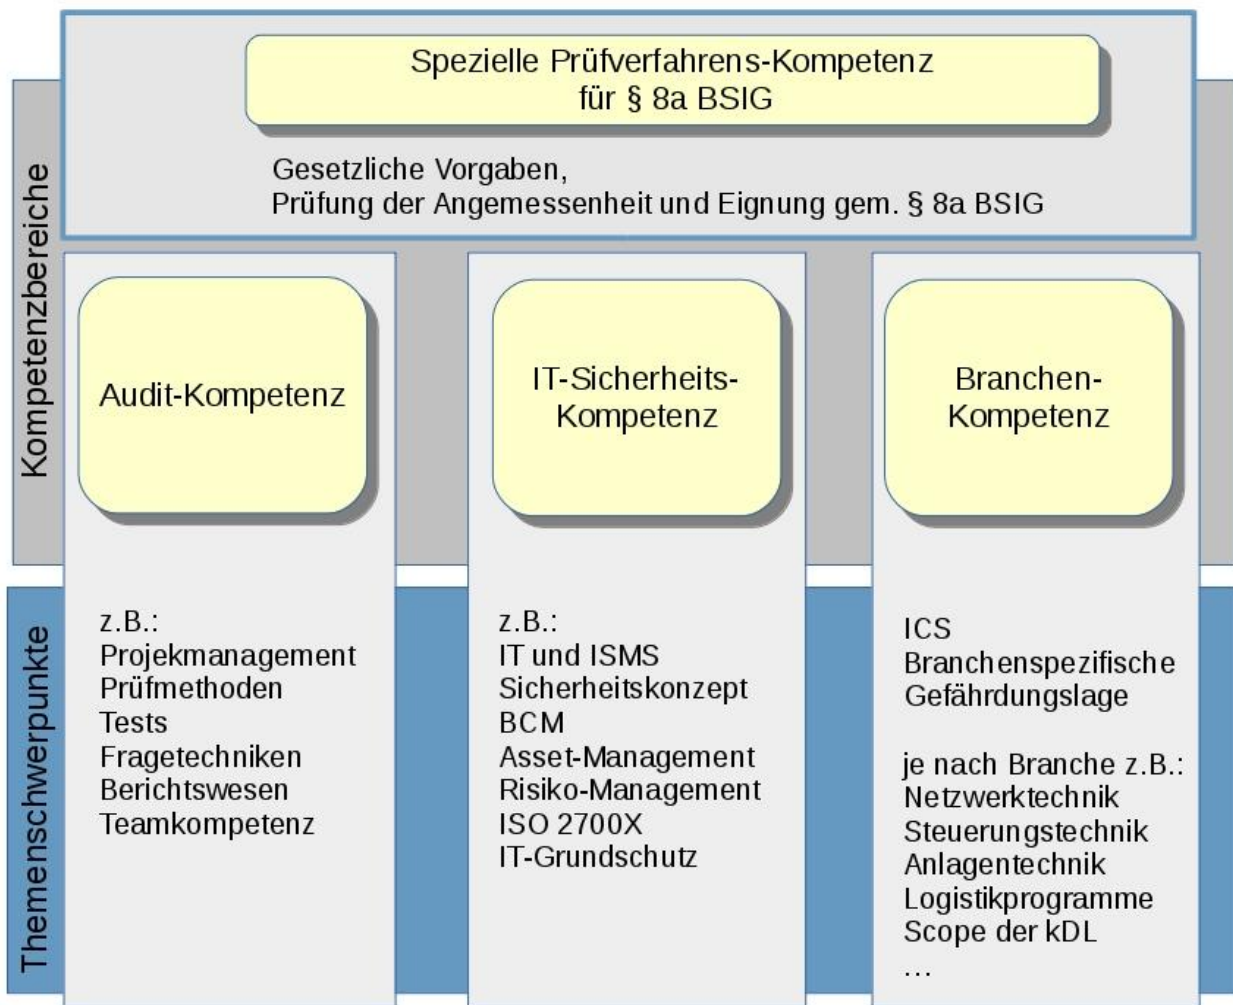 Spezielle Prüfverfahrens-Kompetenz
für § 8a BSIG
Gesetzliche Vorgaben,
Prüfung der Angemessenheit und Eignung gem. § 8a BSIG
Kompetenzbereiche
Audit-Kompetenz
IT-Sicherheits-
Kompetenz
Branchen-
Kompetenz
Themenschwerpunkte
z.B.:
Projekmanagement
Prüfmethoden
Tests
Fragetechniken
Berichtswesen
Teamkompetenz
z.B.:
IT und ISMS
Sicherheitskonzept
BCM
Asset-Management
Risiko-Management
ISO 2700X
IT-Grundschutz
ICS
Branchenspezifische
Gefährdungslage
je nach Branche z.B.:
Netzwerktechnik
Steuerungstechnik
Anlagentechnik
Logistikprogramme
Scope der kDL
…